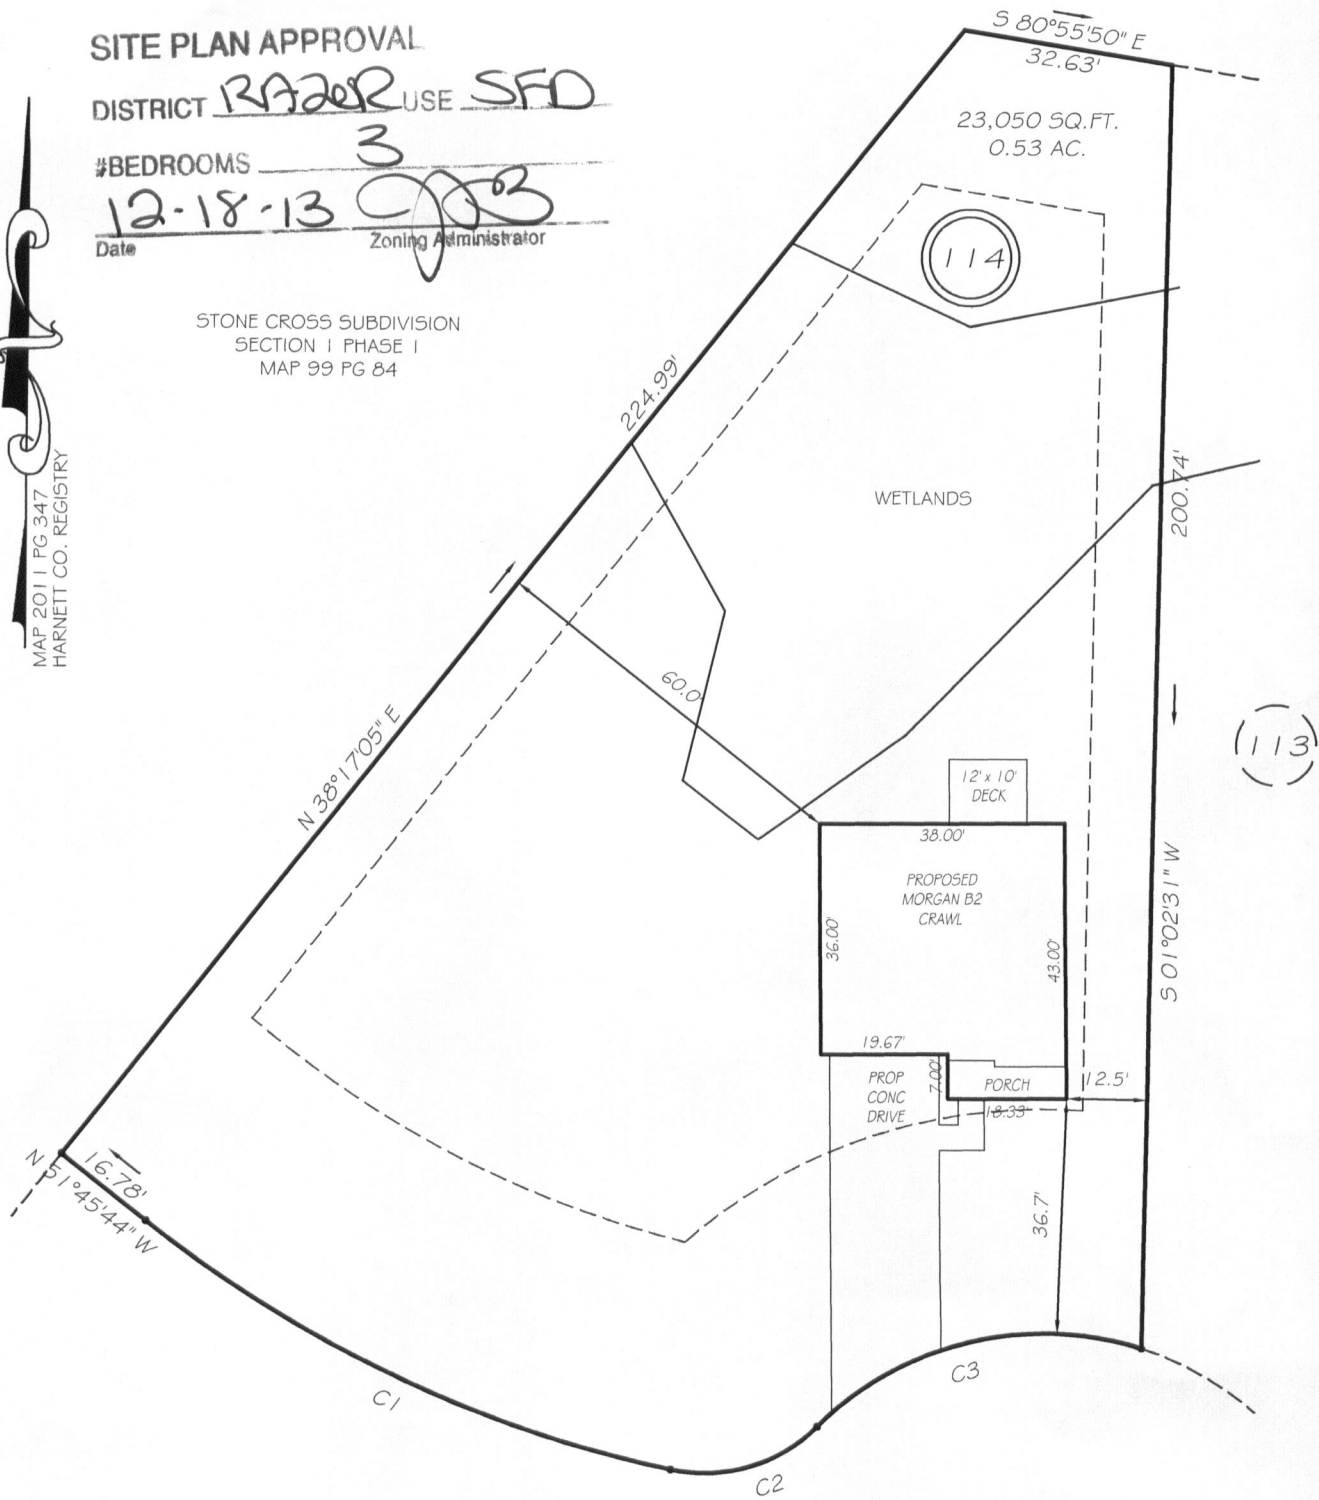 SITE PLAN APPROVAL
DISTRICT RA20R USE SFD
#BEDROOMS 3
12-18-13
Date Zoning Administrator
STONE CROSS SUBDIVISION
SECTION 1 PHASE 1
MAP 99 PG 84
MAP 2011 PG 347
HARNETT CO. REGISTRY
S 80°55'50" E
32.63'
23,050 SQ.FT.
0.53 AC.
114
224.99'
WETLANDS
200.74'
60.0'
N 38°17'05" E
113
12' x 10'
DECK
38.00'
PROPOSED
MORGAN B2
CRAWL
36.00'
43.00'
S 01°02'31" W
19.67'
7.00'
PROP
CONC
DRIVE
PORCH
12.5'
18.33'
16.78'
N 51°45'44" W
36.7'
C1
C2
C3